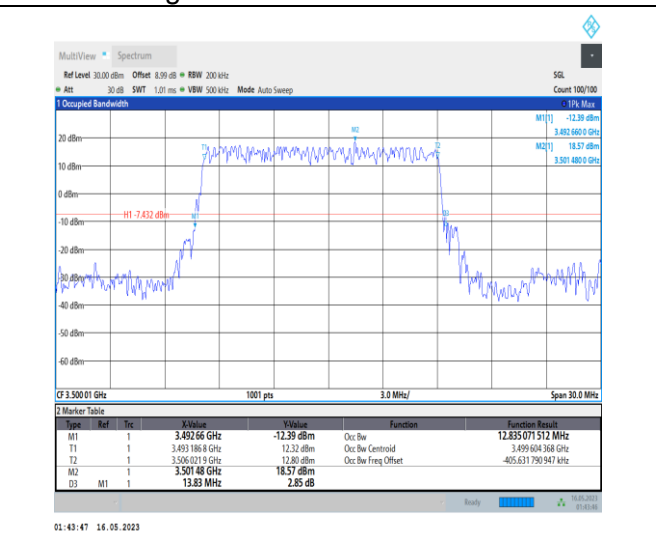 MultiView Spectrum
Ref Level 30.00 dBm Offset 8.99 dB RBW 200 kHz SGL
Att 30 dB SWT 1.01 ms VBW 500 kHz Mode Auto Sweep Count 100/100
1 Occupied Bandwidth 1Pk Max
M1[1] -12.39 dBm
3.492 660 0 GHz
M2[1] 18.57 dBm
3.501 480 0 GHz
M2
20 dBm
T1 T2
10 dBm
0 dBm
H1 -7.432 dBm M1 D3
-10 dBm
-20 dBm
-30 dBm
-40 dBm
-50 dBm
-60 dBm
CF 3.500 01 GHz 1001 pts 3.0 MHz/ Span 30.0 MHz
2 Marker Table
Type Ref Trc X-Value Y-Value Function Function Result
M1 1 3.492 66 GHz -12.39 dBm Occ Bw 12.835 071 512 MHz
T1 1 3.493 186 8 GHz 12.32 dBm Occ Bw Centroid 3.499 604 368 GHz
T2 1 3.506 021 9 GHz 12.80 dBm Occ Bw Freq Offset -405.631 790 947 kHz
M2 1 3.501 48 GHz 18.57 dBm
D3 M1 1 13.83 MHz 2.85 dB
Ready 16.05.2023
01:43:46
01:43:47 16.05.2023